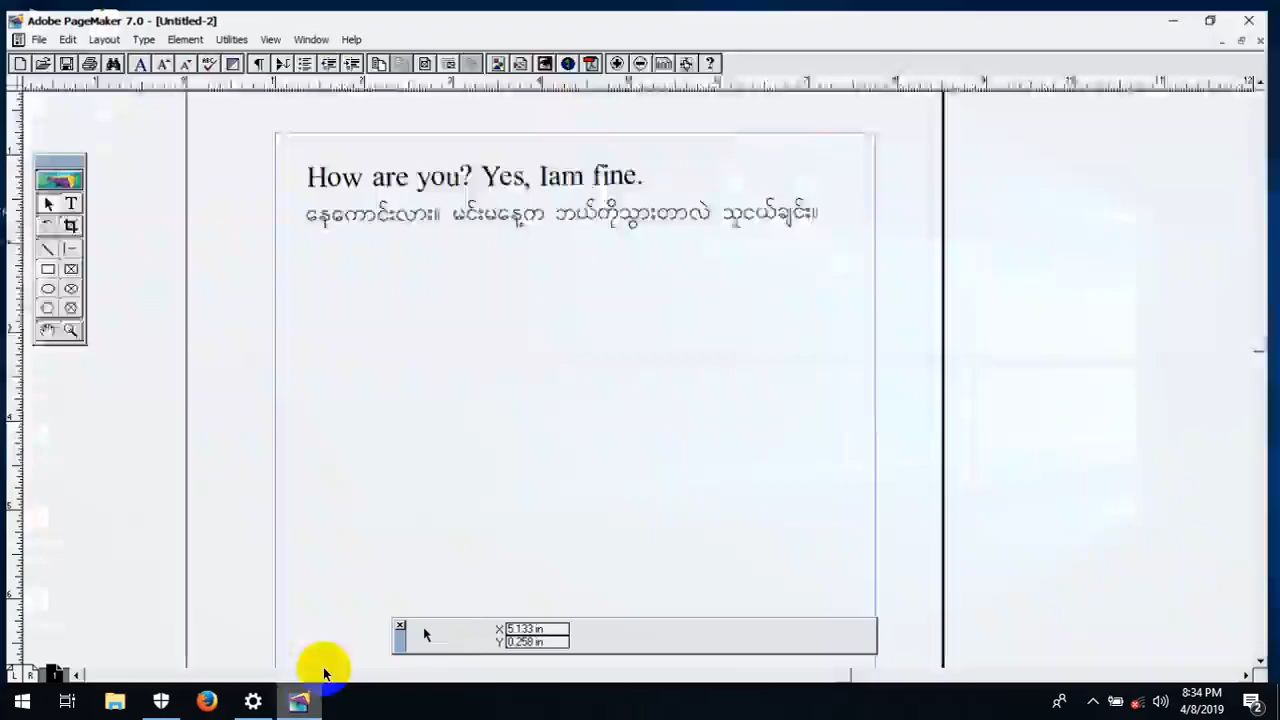 Adobe PageMaker 7.0 - [Untitled-2]
File Edit Layout Type Element Utilities View Window Help
How are you? Yes, Iam fine.
နေကောင်းလား။ မင်းမနေ့က ဘယ်ကိုသွားတာလဲ သူငယ်ချင်း။
X 5.133 in
Y 0.258 in
L R 1
8:34 PM
4/8/2019
2